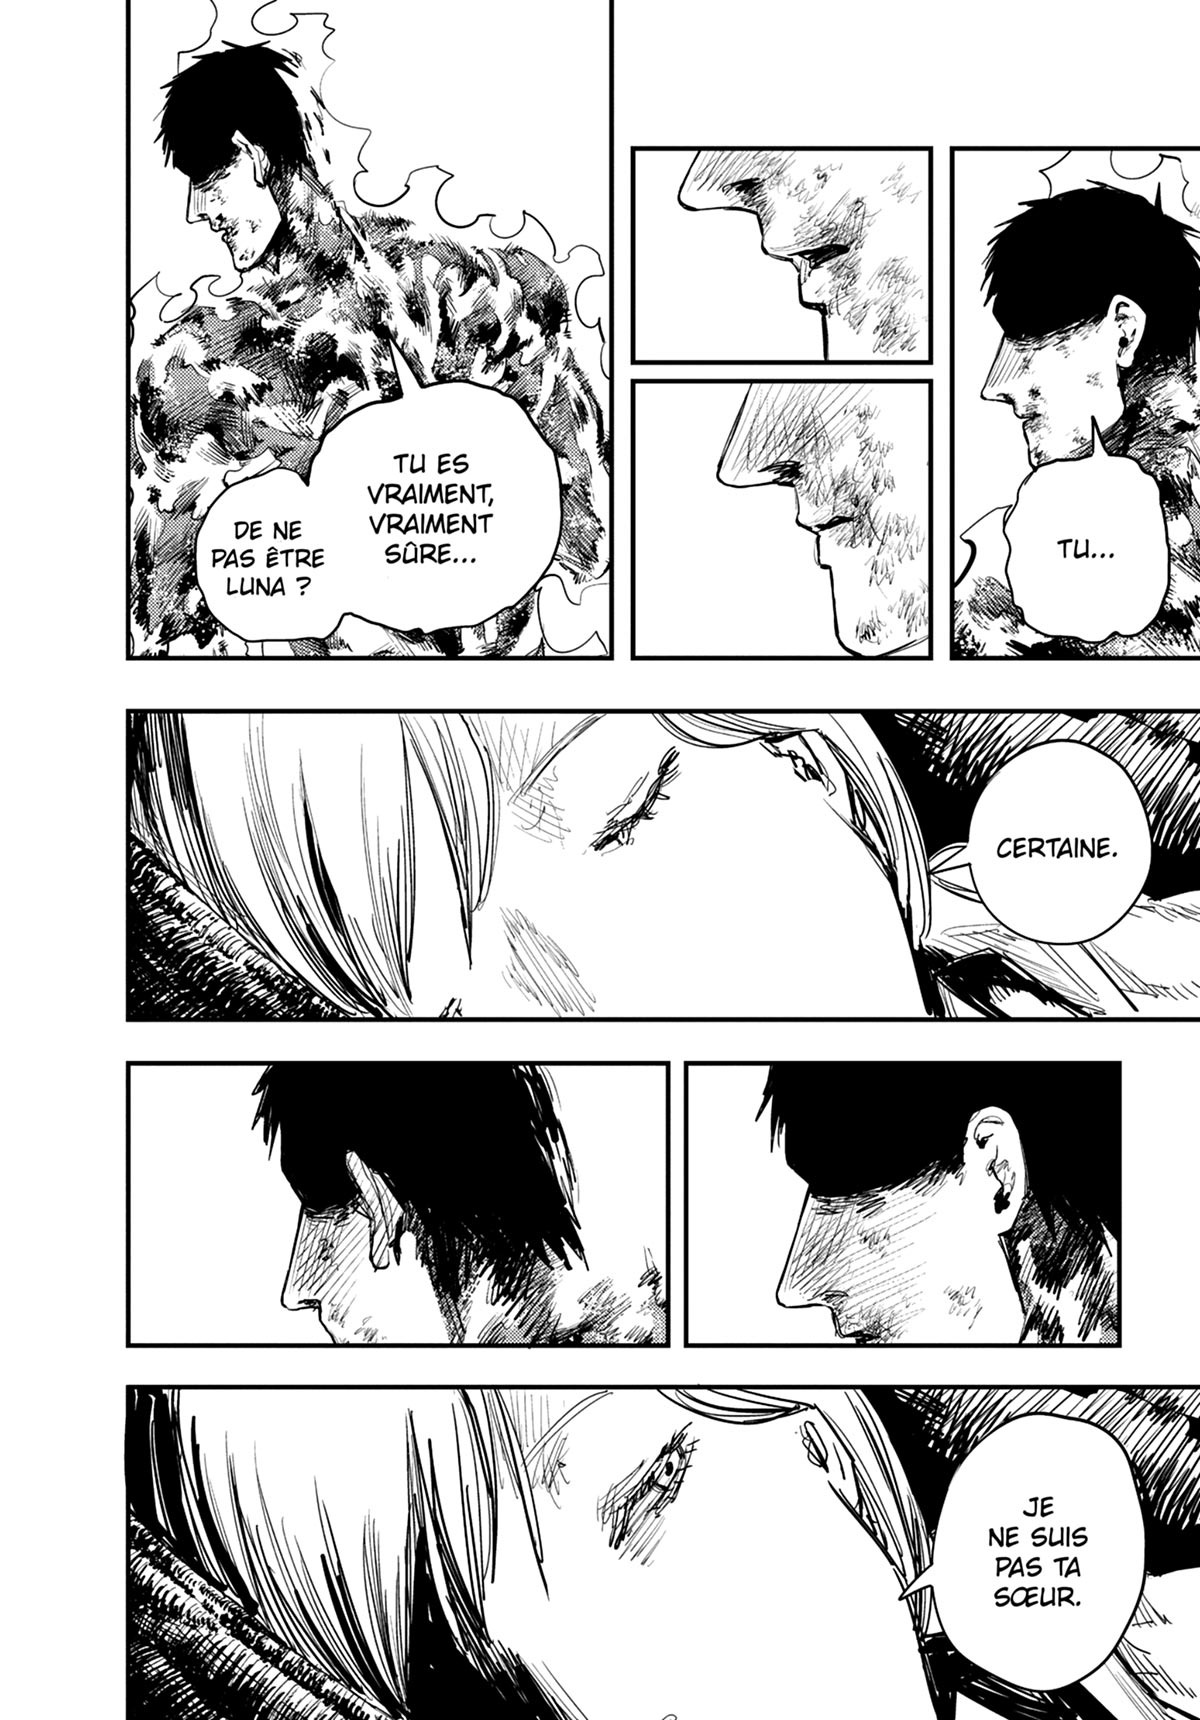 TU...
TU ES
VRAIMENT,
VRAIMENT
SÛRE...
DE NE
PAS ÊTRE
LUNA ?
CERTAINE.
JE
NE SUIS
PAS TA
SŒUR.